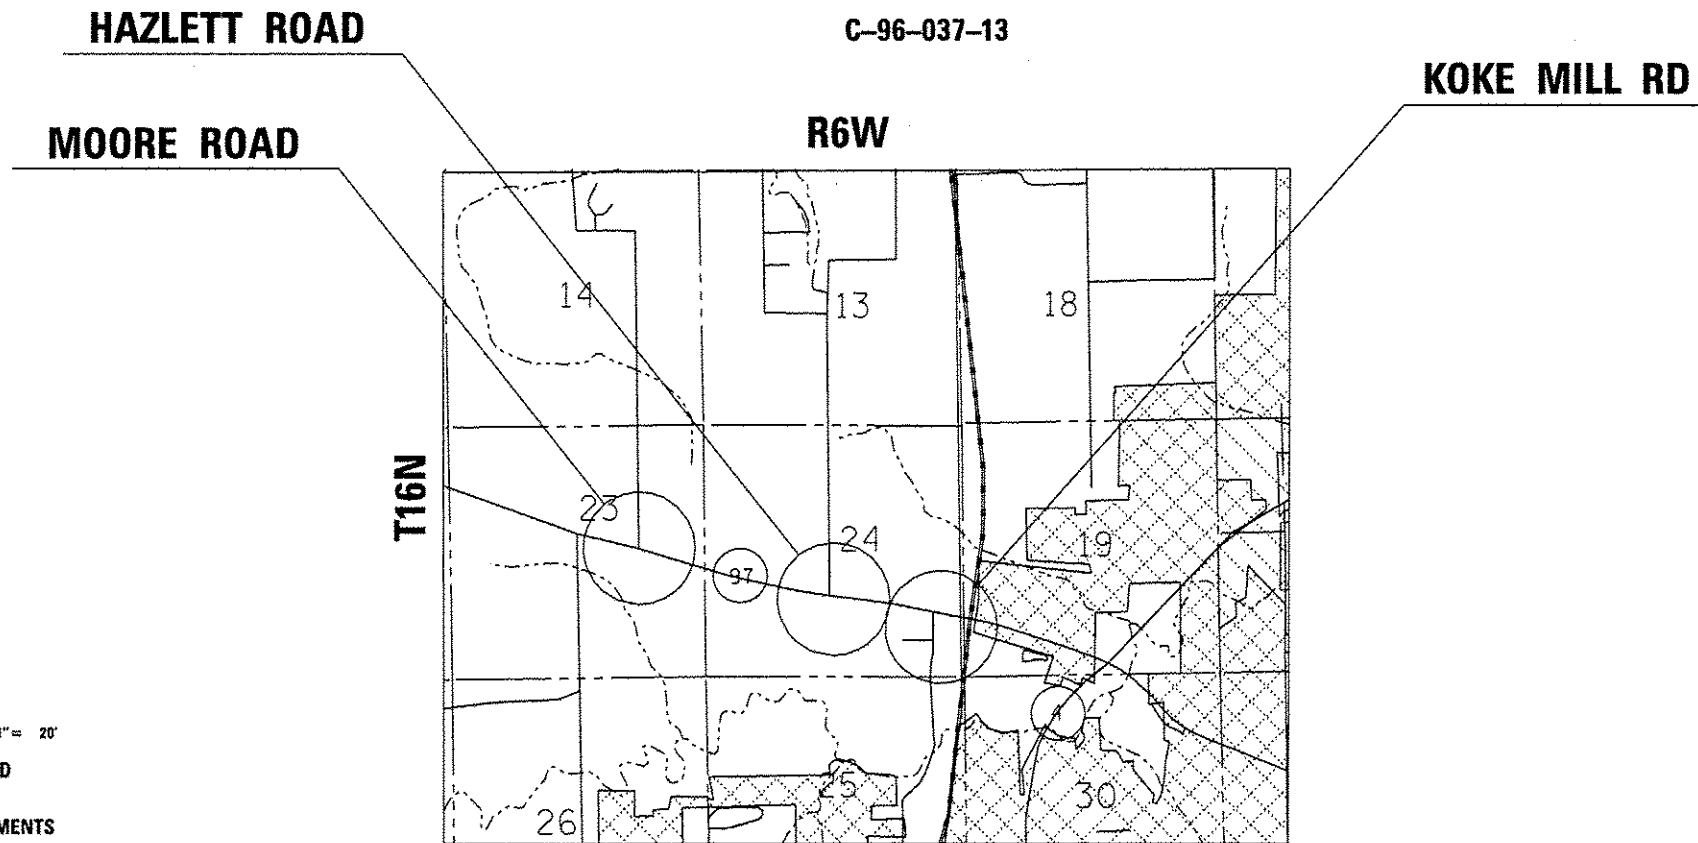 HAZLETT ROAD
C-96-037-13
KOKE MILL RD
MOORE ROAD
R6W
14
13
18
T16N
23
24
19
97
4
1"= 20'
D
MENTS
25
26
30